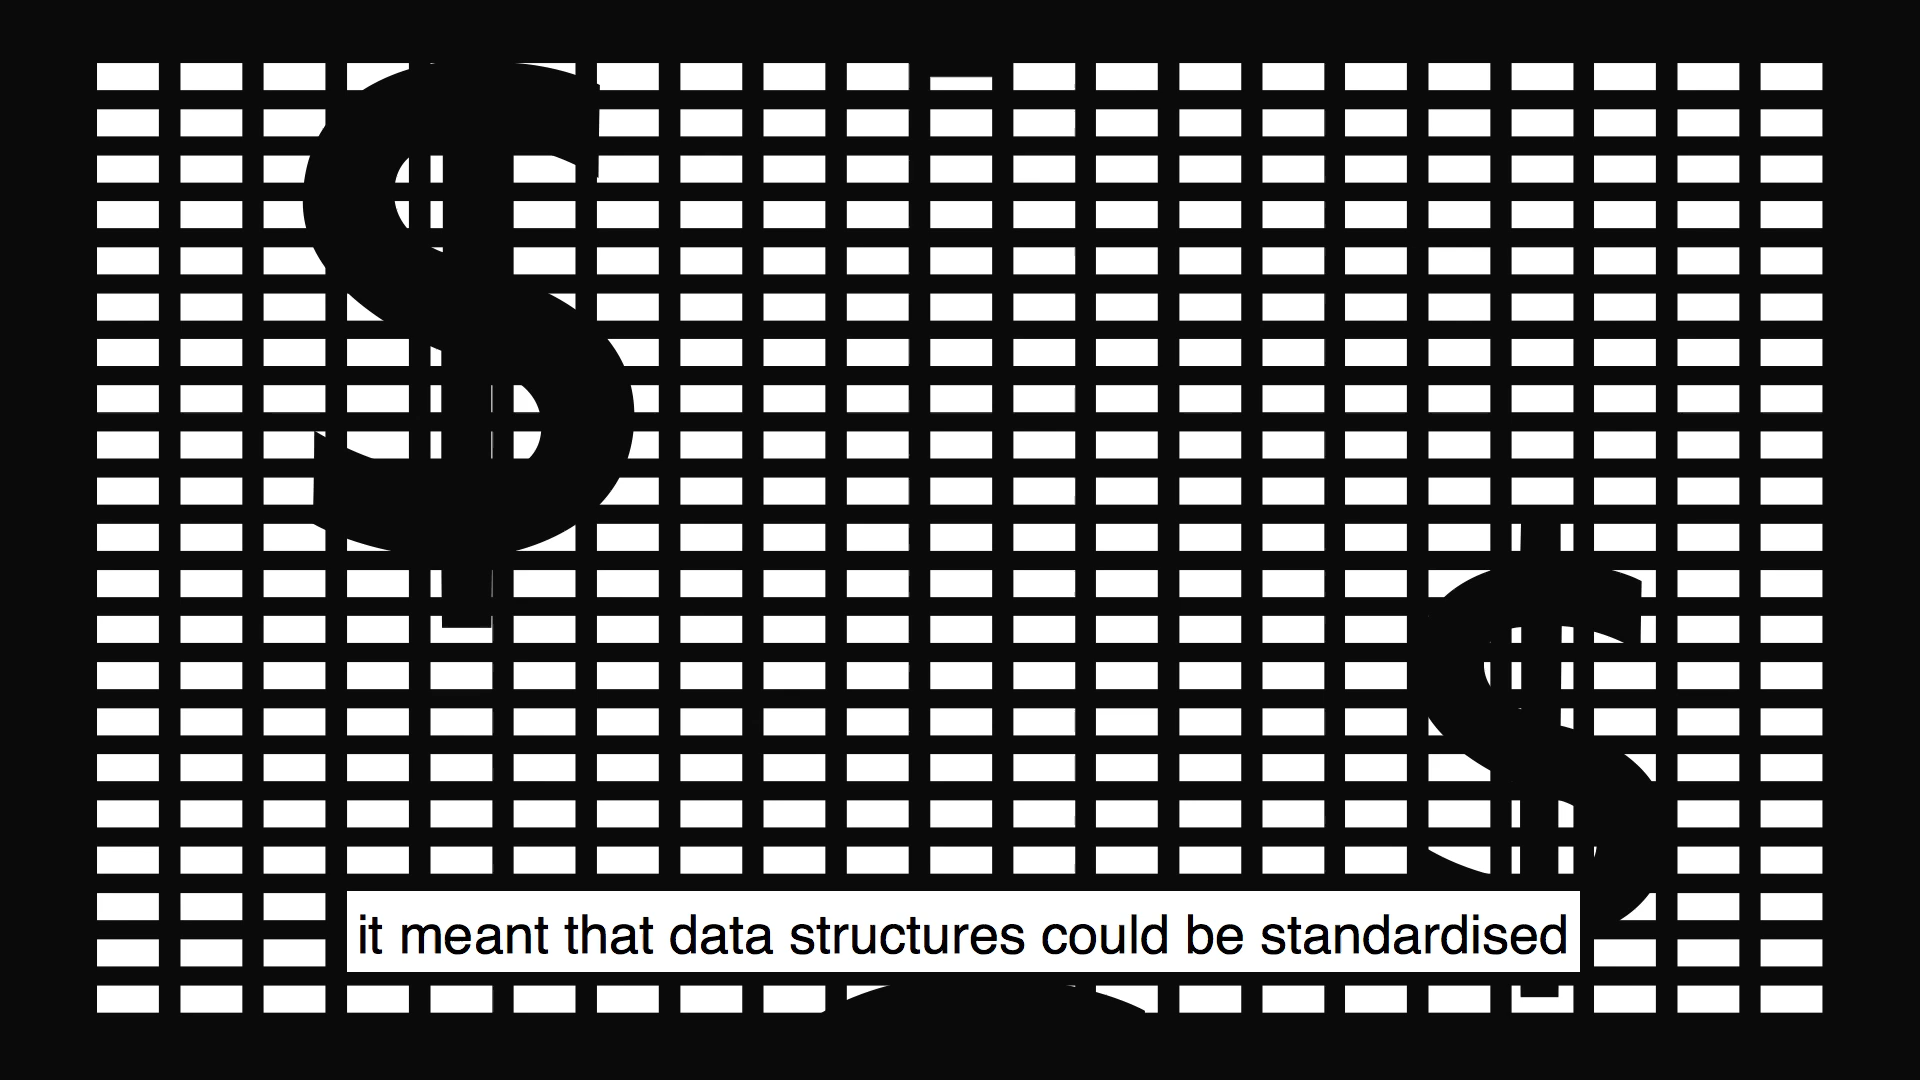 $
$
it meant that data structures could be standardised